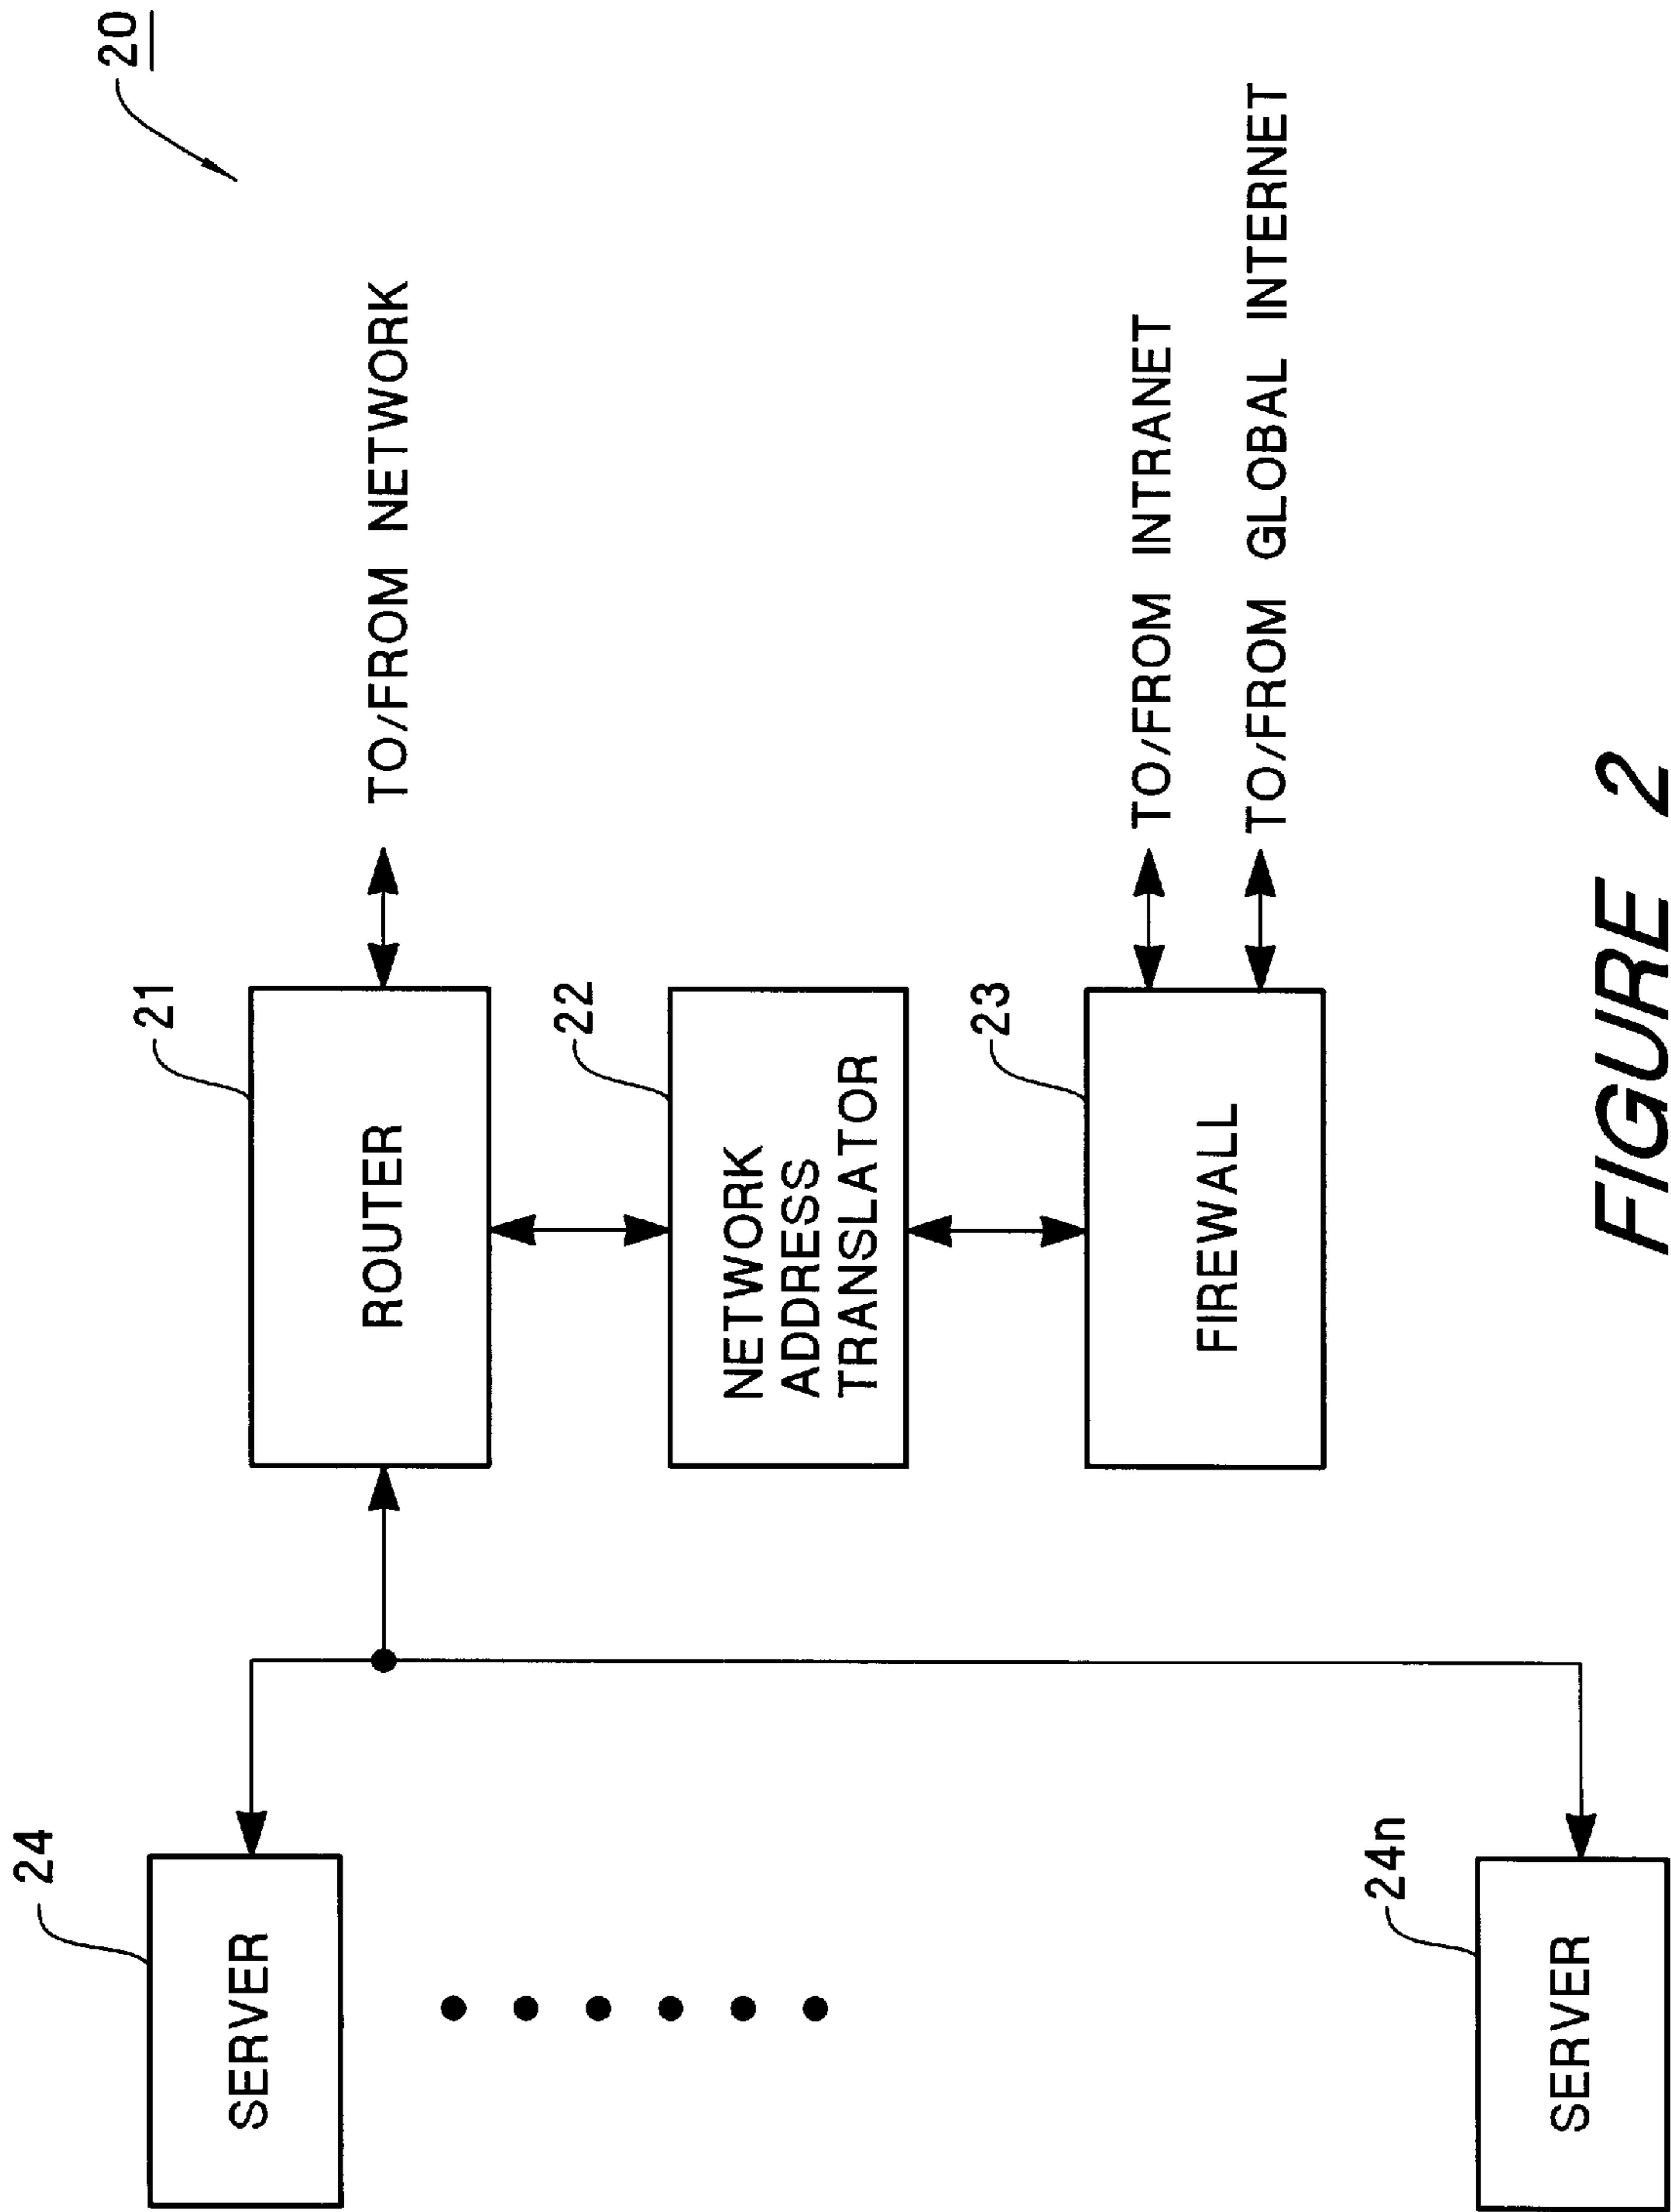 20
24
SERVER
21
ROUTER
TO/FROM NETWORK
22
NETWORK
ADDRESS
TRANSLATOR
23
FIREWALL
TO/FROM INTRANET
TO/FROM GLOBAL INTERNET
24n
SERVER
FIGURE 2